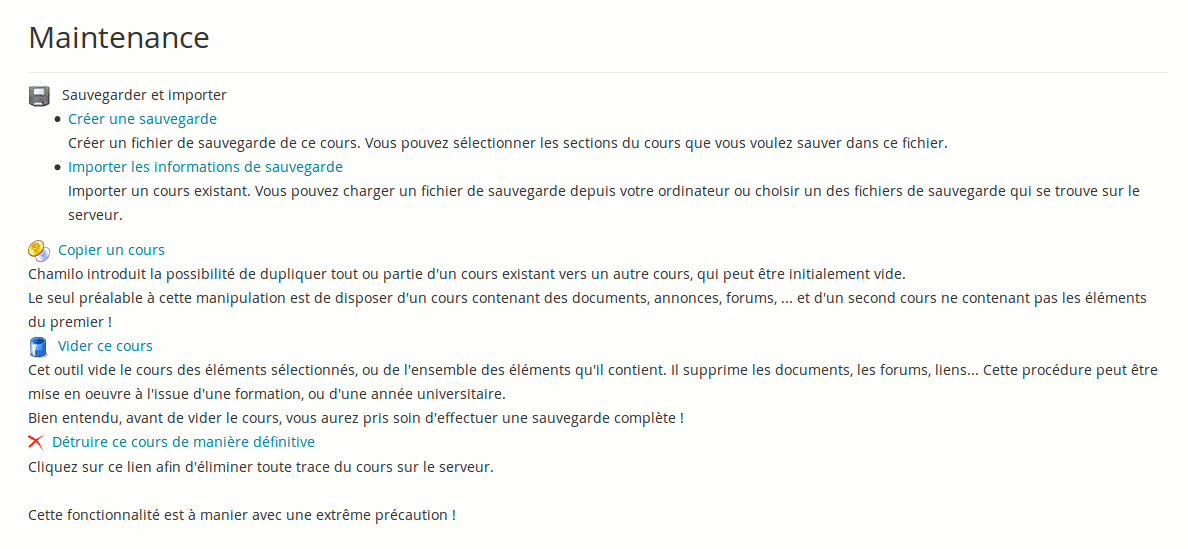 Maintenance
Sauvegarder et importer
Créer une sauvegarde
Créer un fichier de sauvegarde de ce cours. Vous pouvez sélectionner les sections du cours que vous voulez sauver dans ce fichier.
Importer les informations de sauvegarde
Importer un cours existant. Vous pouvez charger un fichier de sauvegarde depuis votre ordinateur ou choisir un des fichiers de sauvegarde qui se trouve sur le
serveur.
Copier un cours
Chamilo introduit la possibilité de dupliquer tout ou partie d'un cours existant vers un autre cours, qui peut être initialement vide.
Le seul préalable à cette manipulation est de disposer d'un cours contenant des documents, annonces, forums, ... et d'un second cours ne contenant pas les éléments
du premier !
Vider ce cours
Cet outil vide le cours des éléments sélectionnés, ou de l'ensemble des éléments qu'il contient. Il supprime les documents, les forums, liens... Cette procédure peut être
mise en oeuvre à l'issue d'une formation, ou d'une année universitaire.
Bien entendu, avant de vider le cours, vous aurez pris soin d'effectuer une sauvegarde complète !
Détruire ce cours de manière définitive
Cliquez sur ce lien afin d'éliminer toute trace du cours sur le serveur.
Cette fonctionnalité est à manier avec une extrême précaution !